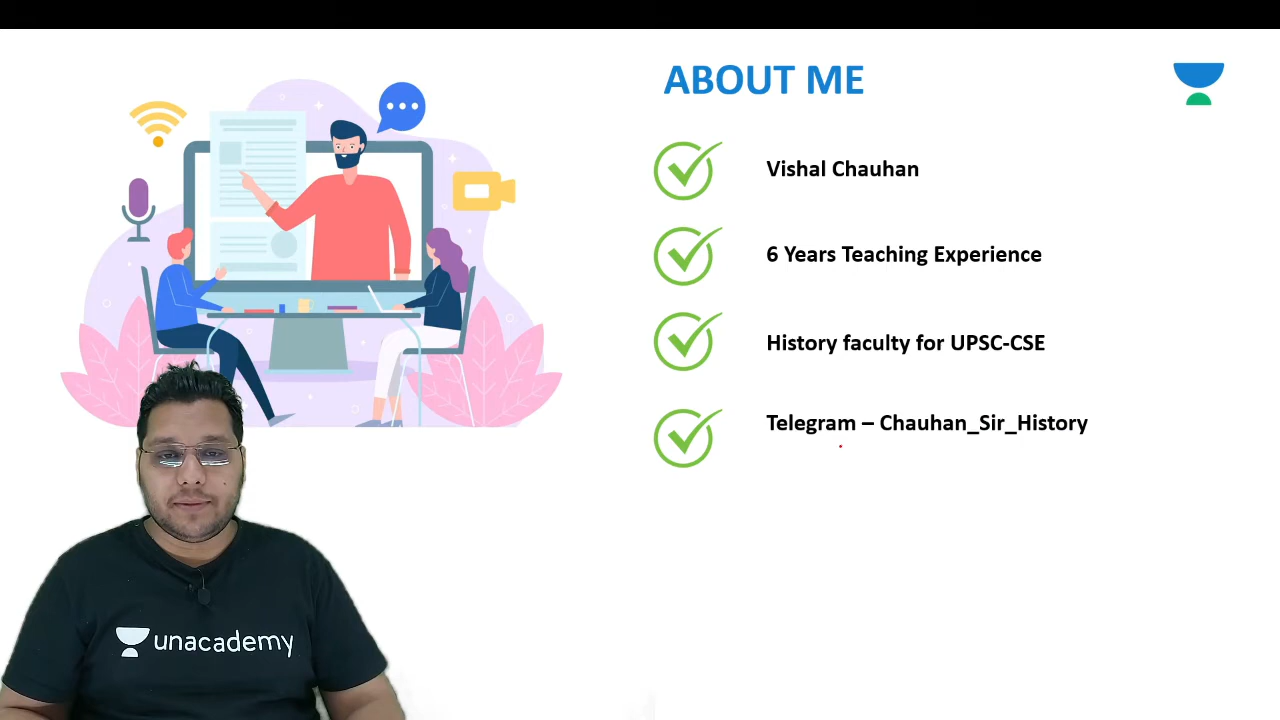 ABOUT ME
Vishal Chauhan
6 Years Teaching Experience
History faculty for UPSC-CSE
Telegram – Chauhan_Sir_History
unacademy